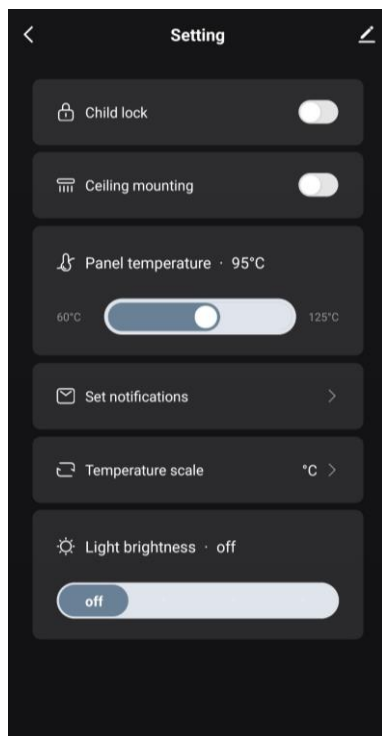 Setting
Child lock
Ceiling mounting
Panel temperature · 95°C
60°C 125°C
Set notifications
Temperature scale °C
Light brightness · off
off